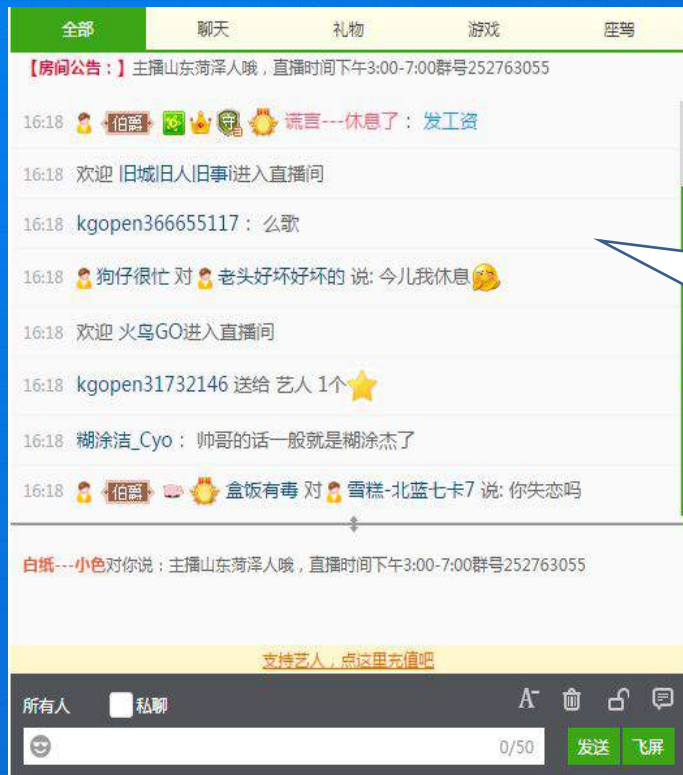 全部 聊天 礼物 游戏 座驾
【房间公告：】主播山东菏泽人哦，直播时间下午3:00-7:00群号252763055
16:18 伯爵 守 谎言---休息了： 发工资
16:18 欢迎 旧城旧人旧事i进入直播间
16:18 kgopen366655117： 么歌
16:18 狗仔很忙 对 老头好坏好坏的 说: 今儿我休息
16:18 欢迎 火鸟GO进入直播间
16:18 kgopen31732146 送给 艺人 1个
16:18 糊涂洁_Cyo： 帅哥的话一般就是糊涂杰了
16:18 伯爵 盒饭有毒 对 雪糕-北蓝七卡7 说: 你失恋吗
白纸---小色对你说：主播山东菏泽人哦，直播时间下午3:00-7:00群号252763055
支持艺人，点这里充值吧
所有人 私聊 A-
0/50 发送 飞屏